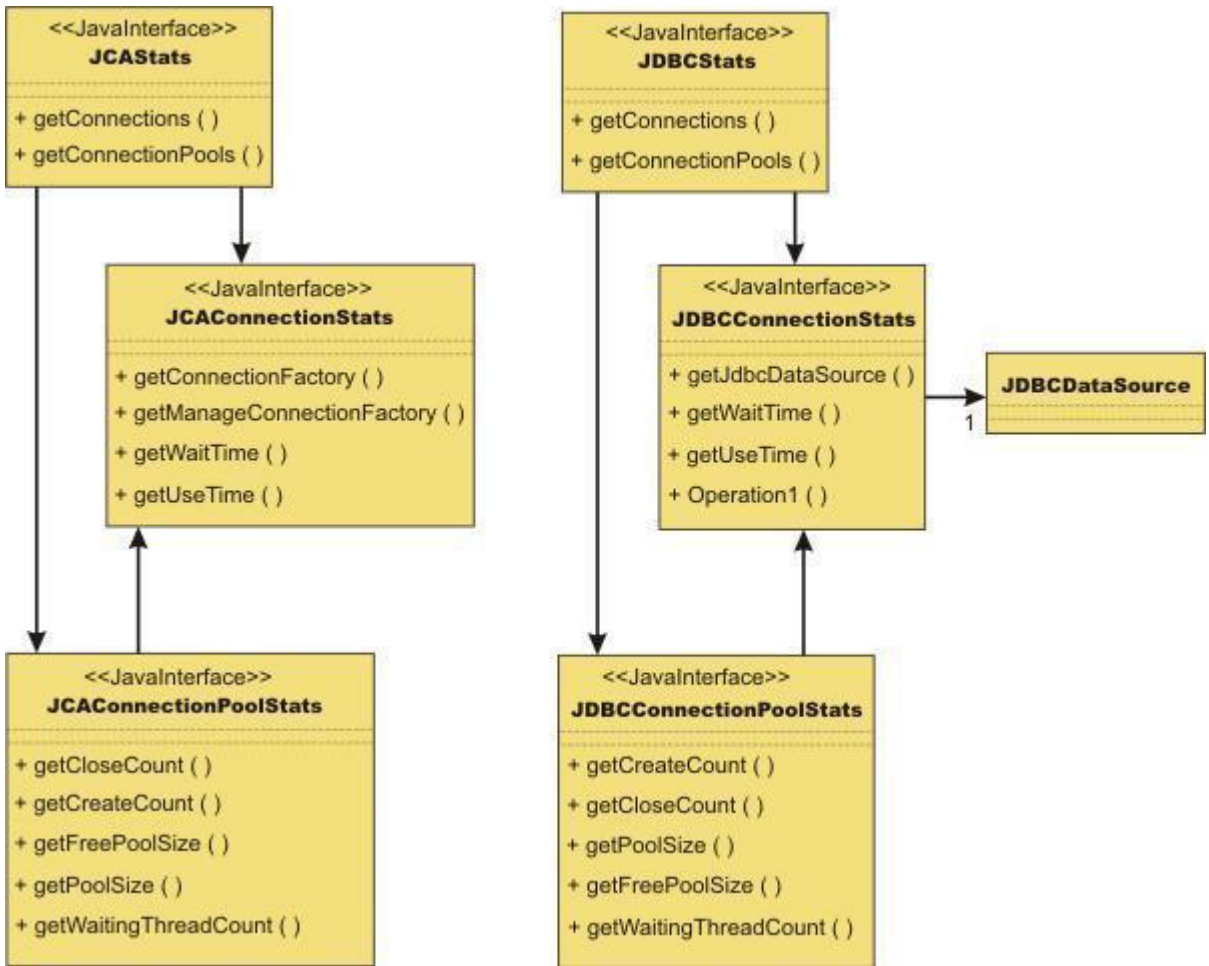 <<JavaInterface>>
JCAStats
+ getConnections ( )
+ getConnectionPools ( )
<<JavaInterface>>
JDBCStats
+ getConnections ( )
+ getConnectionPools ( )
<<JavaInterface>>
JCAConnectionStats
+ getConnectionFactory ( )
+ getManageConnectionFactory ( )
+ getWaitTime ( )
+ getUseTime ( )
<<JavaInterface>>
JDBCConnectionStats
+ getJdbcDataSource ( )
+ getWaitTime ( )
+ getUseTime ( )
+ Operation1 ( )
1
JDBCDataSource
<<JavaInterface>>
JCAConnectionPoolStats
+ getCloseCount ( )
+ getCreateCount ( )
+ getFreePoolSize ( )
+ getPoolSize ( )
+ getWaitingThreadCount ( )
<<JavaInterface>>
JDBCConnectionPoolStats
+ getCreateCount ( )
+ getCloseCount ( )
+ getPoolSize ( )
+ getFreePoolSize ( )
+ getWaitingThreadCount ( )